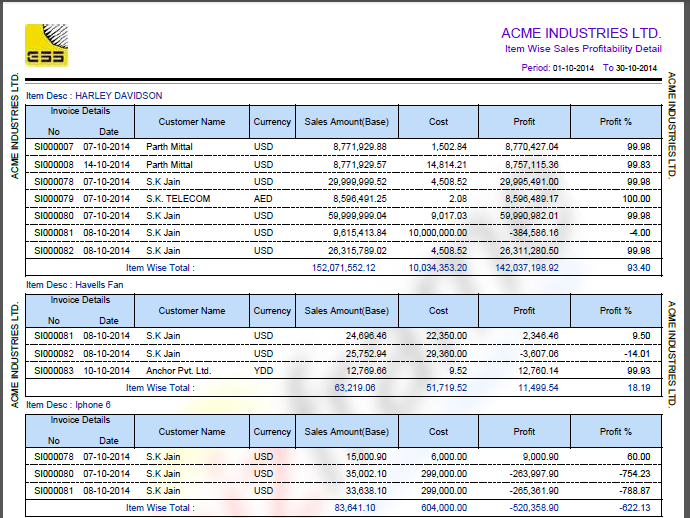 ESS
ACME INDUSTRIES LTD.
Item Wise Sales Profitability Detail
Period: 01-10-2014 To 30-10-2014
ACME INDUSTRIES LTD.
ACME INDUSTRIES LTD.
Item Desc : HARLEY DAVIDSON
Invoice Details
No Date Customer Name Currency Sales Amount(Base) Cost Profit Profit %
SI000007 07-10-2014 Parth Mittal USD 8,771,929.88 1,502.84 8,770,427.04 99.98
SI000008 14-10-2014 Parth Mittal USD 8,771,929.57 14,814.21 8,757,115.36 99.83
SI000078 07-10-2014 S.K Jain USD 29,999,999.52 4,508.52 29,995,491.00 99.98
SI000079 07-10-2014 S.K. TELECOM AED 8,596,491.25 2.08 8,596,489.17 100.00
SI000080 07-10-2014 S.K Jain USD 59,999,999.04 9,017.03 59,990,982.01 99.98
SI000081 08-10-2014 S.K Jain USD 9,615,413.84 10,000,000.00 -384,586.16 -4.00
SI000082 08-10-2014 S.K Jain USD 26,315,789.02 4,508.52 26,311,280.50 99.98
Item Wise Total : 152,071,552.12 10,034,353.20 142,037,198.92 93.40
Item Desc : Havells Fan
Invoice Details
No Date Customer Name Currency Sales Amount(Base) Cost Profit Profit %
SI000081 08-10-2014 S.K Jain USD 24,696.46 22,350.00 2,346.46 9.50
SI000082 08-10-2014 S.K Jain USD 25,752.94 29,360.00 -3,607.06 -14.01
SI000083 10-10-2014 Anchor Pvt. Ltd. YDD 12,769.66 9.52 12,760.14 99.93
Item Wise Total : 63,219.06 51,719.52 11,499.54 18.19
ACME INDUSTRIES LTD.
ACME INDUSTRIES LTD.
Item Desc : Iphone 6
Invoice Details
No Date Customer Name Currency Sales Amount(Base) Cost Profit Profit %
SI000078 07-10-2014 S.K Jain USD 15,000.90 6,000.00 9,000.90 60.00
SI000080 07-10-2014 S.K Jain USD 35,002.10 299,000.00 -263,997.90 -754.23
SI000081 08-10-2014 S.K Jain USD 33,638.10 299,000.00 -265,361.90 -788.87
Item Wise Total : 83,641.10 604,000.00 -520,358.90 -622.13